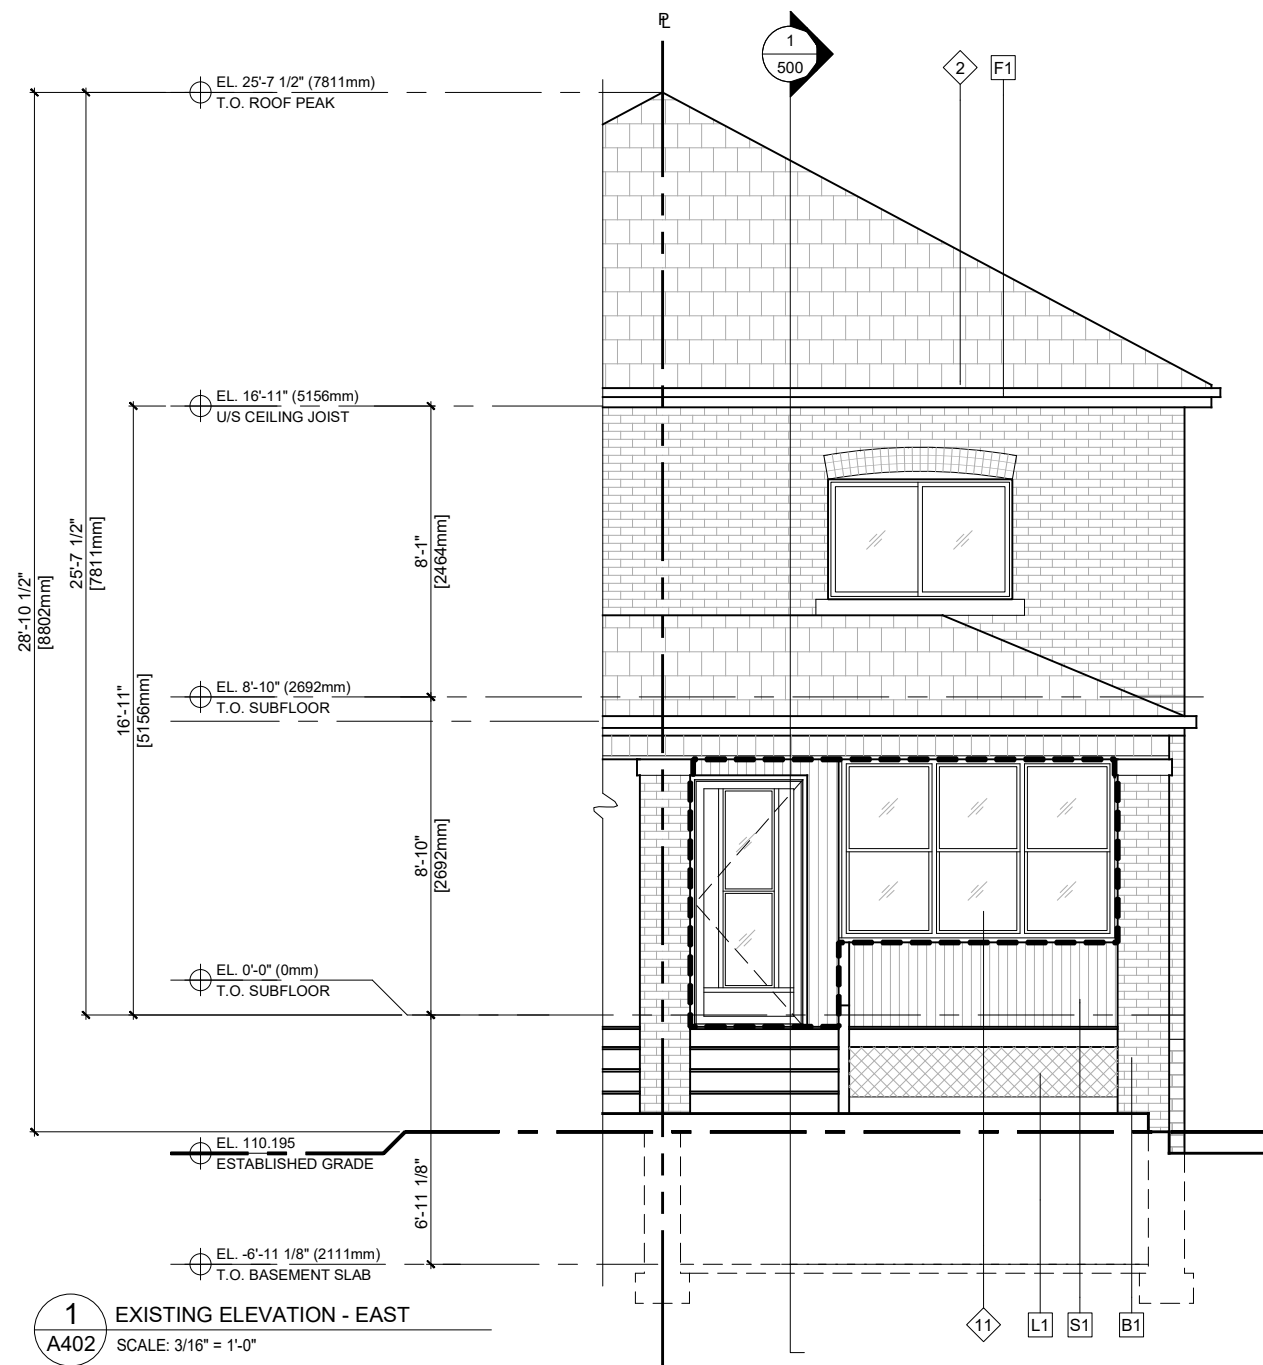 PL
1
500
2
F1
EL. 25'-7 1/2" (7811mm)
T.O. ROOF PEAK
EL. 16'-11" (5156mm)
U/S CEILING JOIST
28'-10 1/2"
[8802mm]
25'-7 1/2"
[7811mm]
16'-11"
[5156mm]
8'-1"
[2464mm]
EL. 8'-10" (2692mm)
T.O. SUBFLOOR
8'-10"
[2692mm]
EL. 0'-0" (0mm)
T.O. SUBFLOOR
EL. 110.195
ESTABLISHED GRADE
6'-11 1/8"
EL. -6'-11 1/8" (2111mm)
T.O. BASEMENT SLAB
11
L1
S1
B1
1
A402
EXISTING ELEVATION - EAST
SCALE: 3/16" = 1'-0"